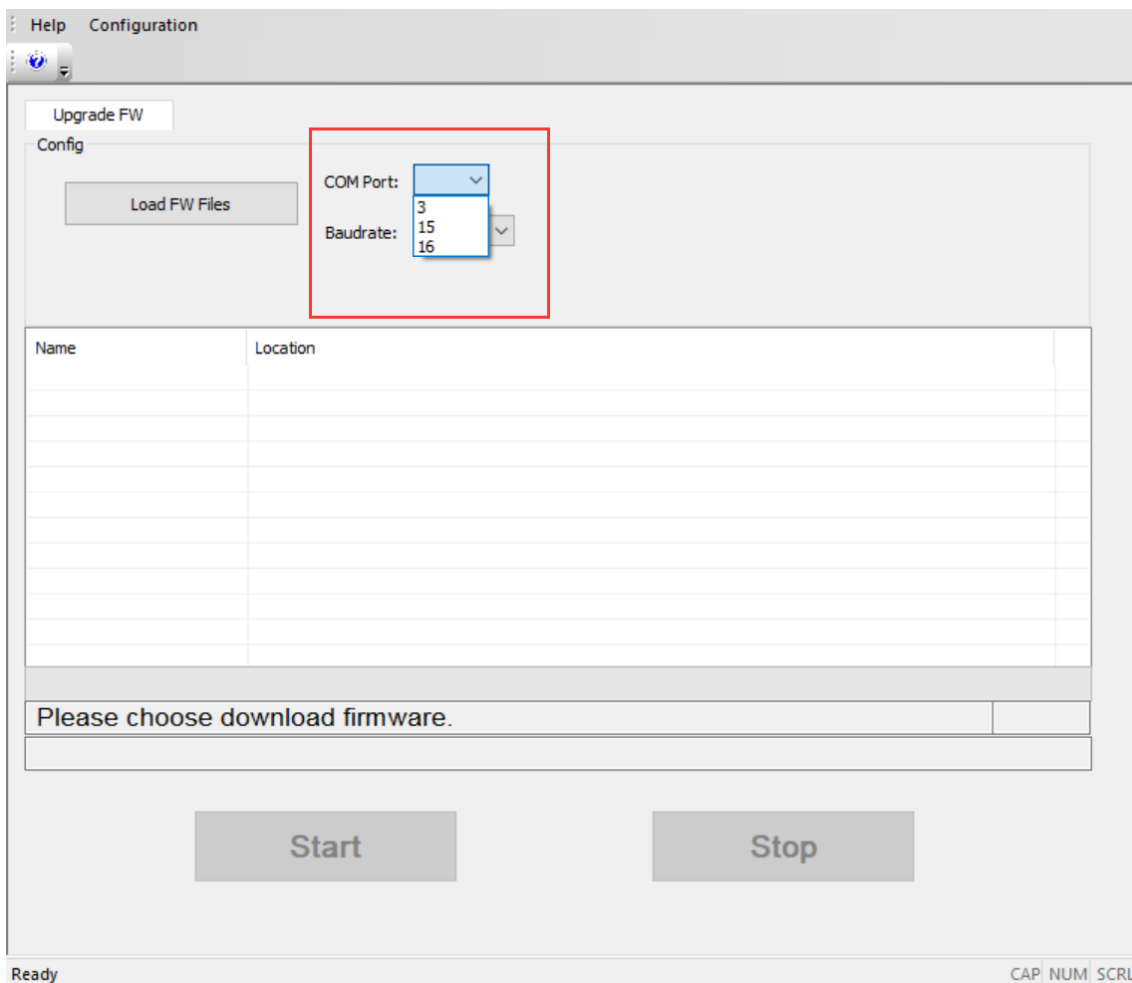 Help Configuration
Upgrade FW
Config
Load FW Files
COM Port:
3
15
16
Baudrate:
Name Location
Please choose download firmware.
Start Stop
Ready CAP NUM SCRL